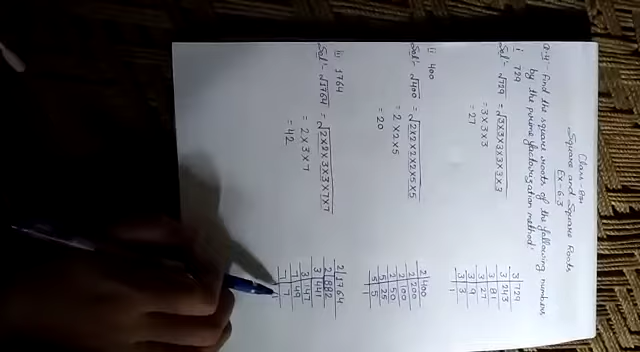 Class-8th
Square and Square Roots
Ex-6.3
Q-4- Find the square roots of the following numbers
by the prime factorization method.
i 729
Sol- √729 = √3×3×3×3×3×3
= 3×3×3
= 27
3|729
3|243
3|81
3|27
3|9
3|3
1
ii 400
Sol- √400 = √2×2×2×2×5×5
= 2×2×5
= 20
2|400
2|200
2|100
2|50
5|25
5|5
iii) 1764
Sol- √1764 = √2×2×3×3×7×7
= 2×3×7
= 42
2|1764
2|882
3|441
3|147
7|49
7|7
1